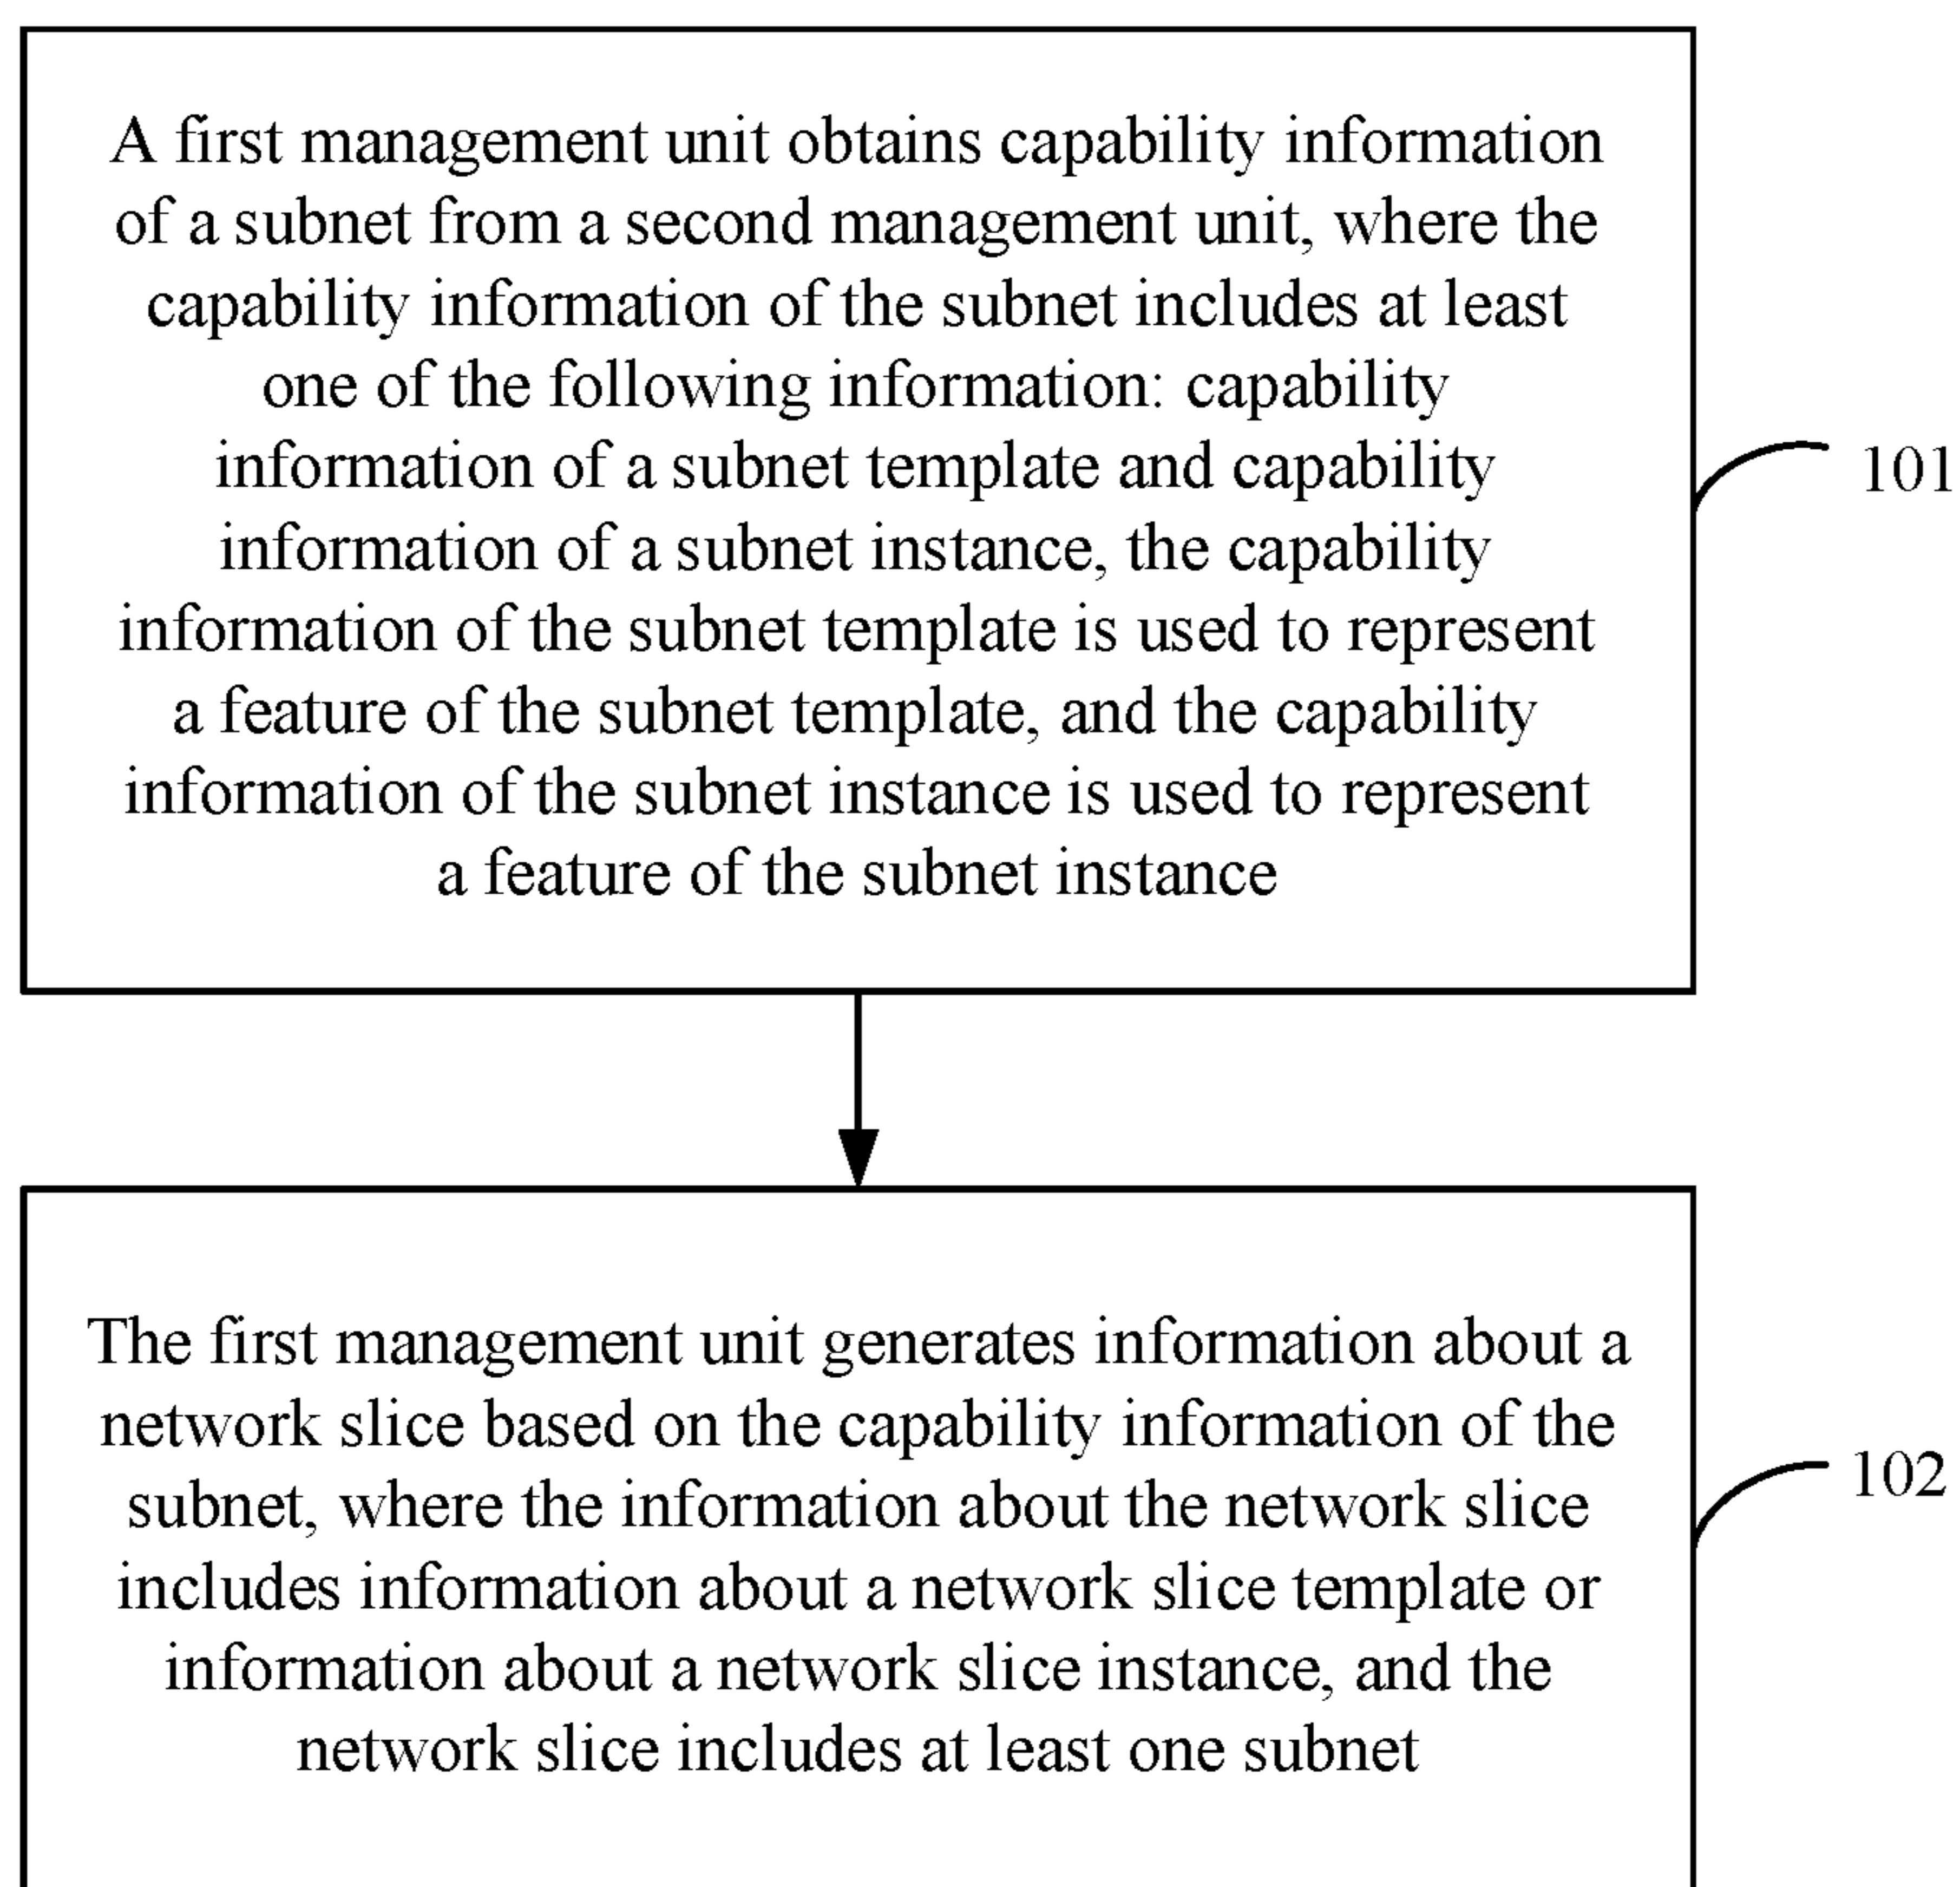 A first management unit obtains capability information
of a subnet from a second management unit, where the
capability information of the subnet includes at least
one of the following information: capability
information of a subnet template and capability
information of a subnet instance, the capability
information of the subnet template is used to represent
a feature of the subnet template, and the capability
information of the subnet instance is used to represent
a feature of the subnet instance
101
The first management unit generates information about a
network slice based on the capability information of the
subnet, where the information about the network slice
includes information about a network slice template or
information about a network slice instance, and the
network slice includes at least one subnet
102